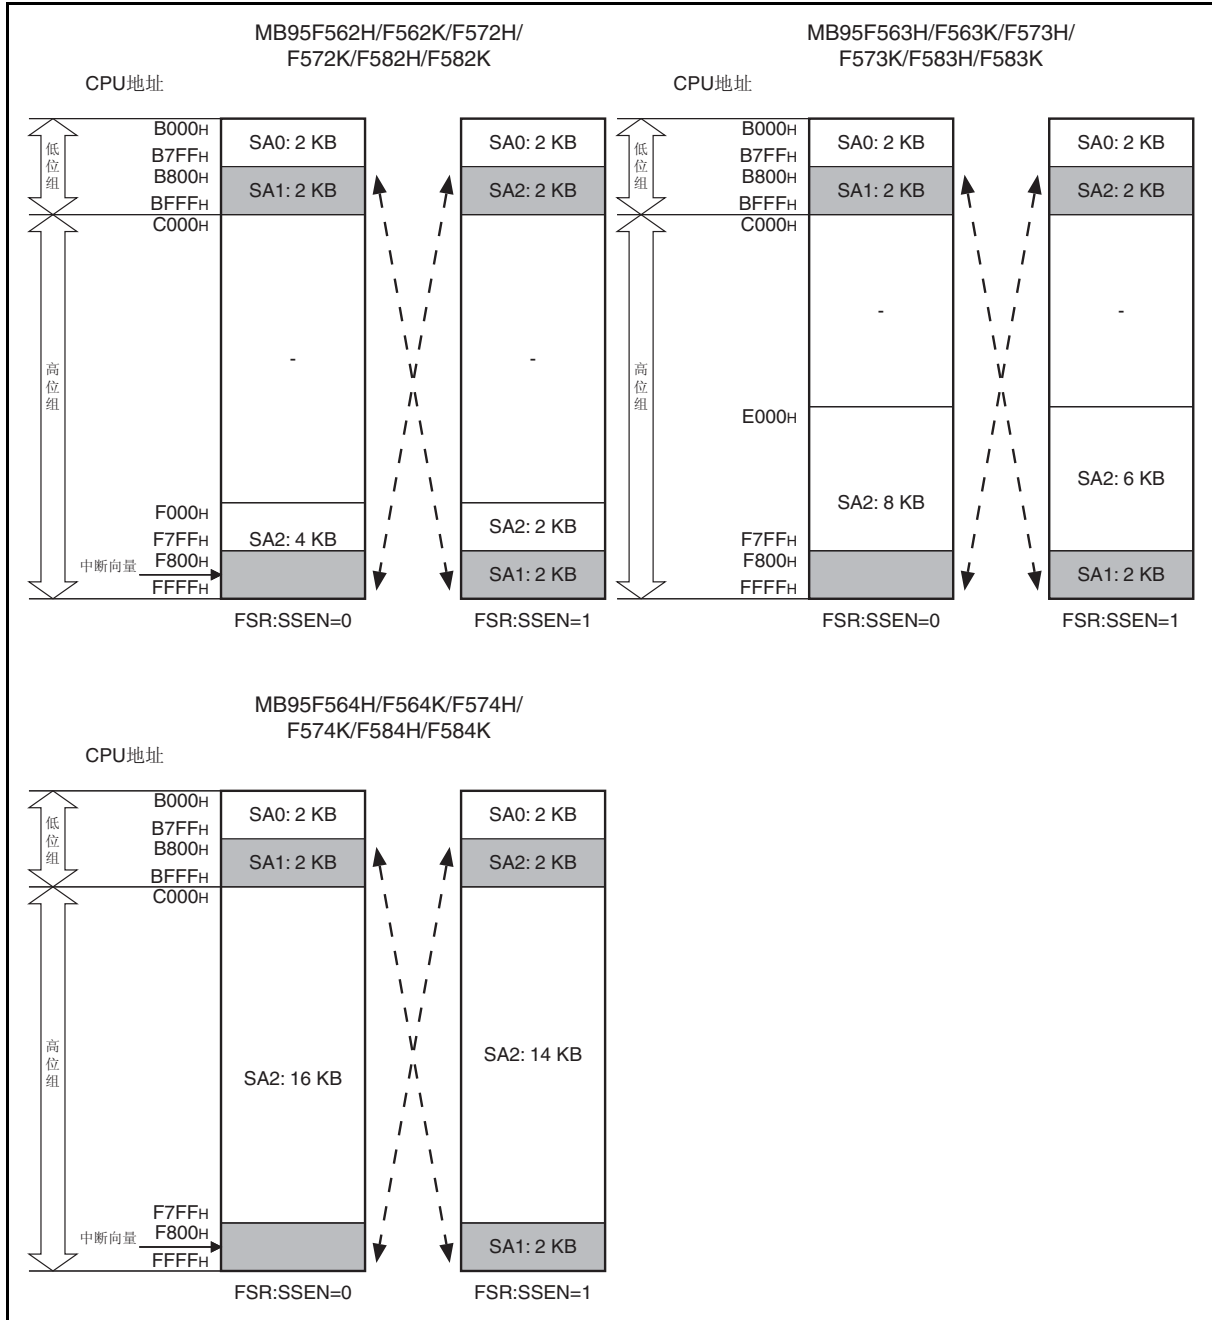 MB95F562H/F562K/F572H/
F572K/F582H/F582K
CPU地址
低位组
高位组
B000H
B7FFH
B800H
BFFFH
C000H
F000H
F7FFH
中断向量
F800H
FFFFH
SA0: 2 KB
SA1: 2 KB
-
SA2: 4 KB
FSR:SSEN=0
SA0: 2 KB
SA2: 2 KB
-
SA2: 2 KB
SA1: 2 KB
FSR:SSEN=1
MB95F563H/F563K/F573H/
F573K/F583H/F583K
CPU地址
低位组
高位组
B000H
B7FFH
B800H
BFFFH
C000H
E000H
F7FFH
F800H
FFFFH
SA0: 2 KB
SA1: 2 KB
-
SA2: 8 KB
FSR:SSEN=0
SA0: 2 KB
SA2: 2 KB
-
SA2: 6 KB
SA1: 2 KB
FSR:SSEN=1
MB95F564H/F564K/F574H/
F574K/F584H/F584K
CPU地址
低位组
高位组
B000H
B7FFH
B800H
BFFFH
C000H
F7FFH
中断向量
F800H
FFFFH
SA0: 2 KB
SA1: 2 KB
SA2: 16 KB
FSR:SSEN=0
SA0: 2 KB
SA2: 2 KB
SA2: 14 KB
SA1: 2 KB
FSR:SSEN=1